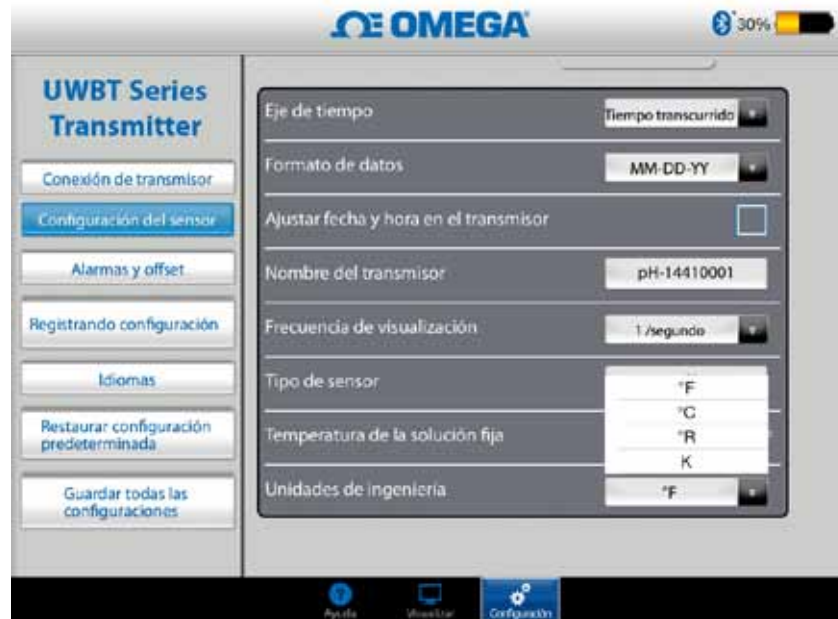 OMEGA
30%
UWBT Series
Transmitter
Conexión de transmisor
Configuración del sensor
Alarmas y offset
Registrando configuración
Idiomas
Restaurar configuración
predeterminada
Guardar todas las
configuraciones
Eje de tiempo
Tiempo transcurrido
Formato de datos
MM-DD-YY
Ajustar fecha y hora en el transmisor
Nombre del transmisor
pH-14410001
Frecuencia de visualización
1 /segundo
Tipo de sensor
°F
°C
°R
K
Temperatura de la solución fija
Unidades de ingeniería
°F
Ayuda
Visualizar
Configuración